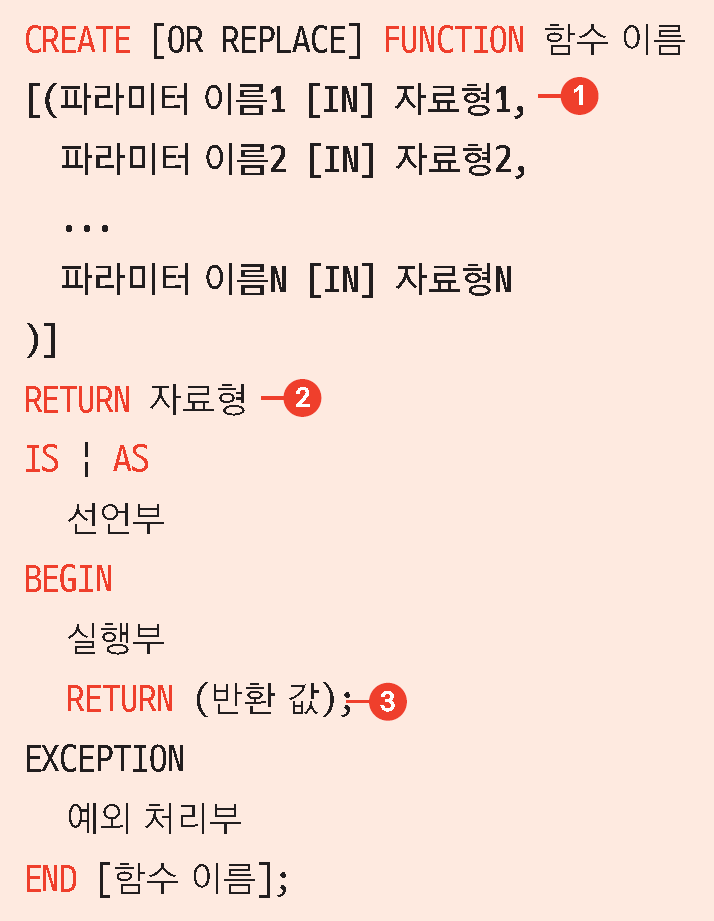 CREATE [OR REPLACE] FUNCTION 함수 이름
[(파라미터 이름1 [IN] 자료형1, 1
파라미터 이름2 [IN] 자료형2,
...
파라미터 이름N [IN] 자료형N
)]
RETURN 자료형 2
IS ¦ AS
선언부
BEGIN
실행부
RETURN (반환 값); 3
EXCEPTION
예외 처리부
END [함수 이름];